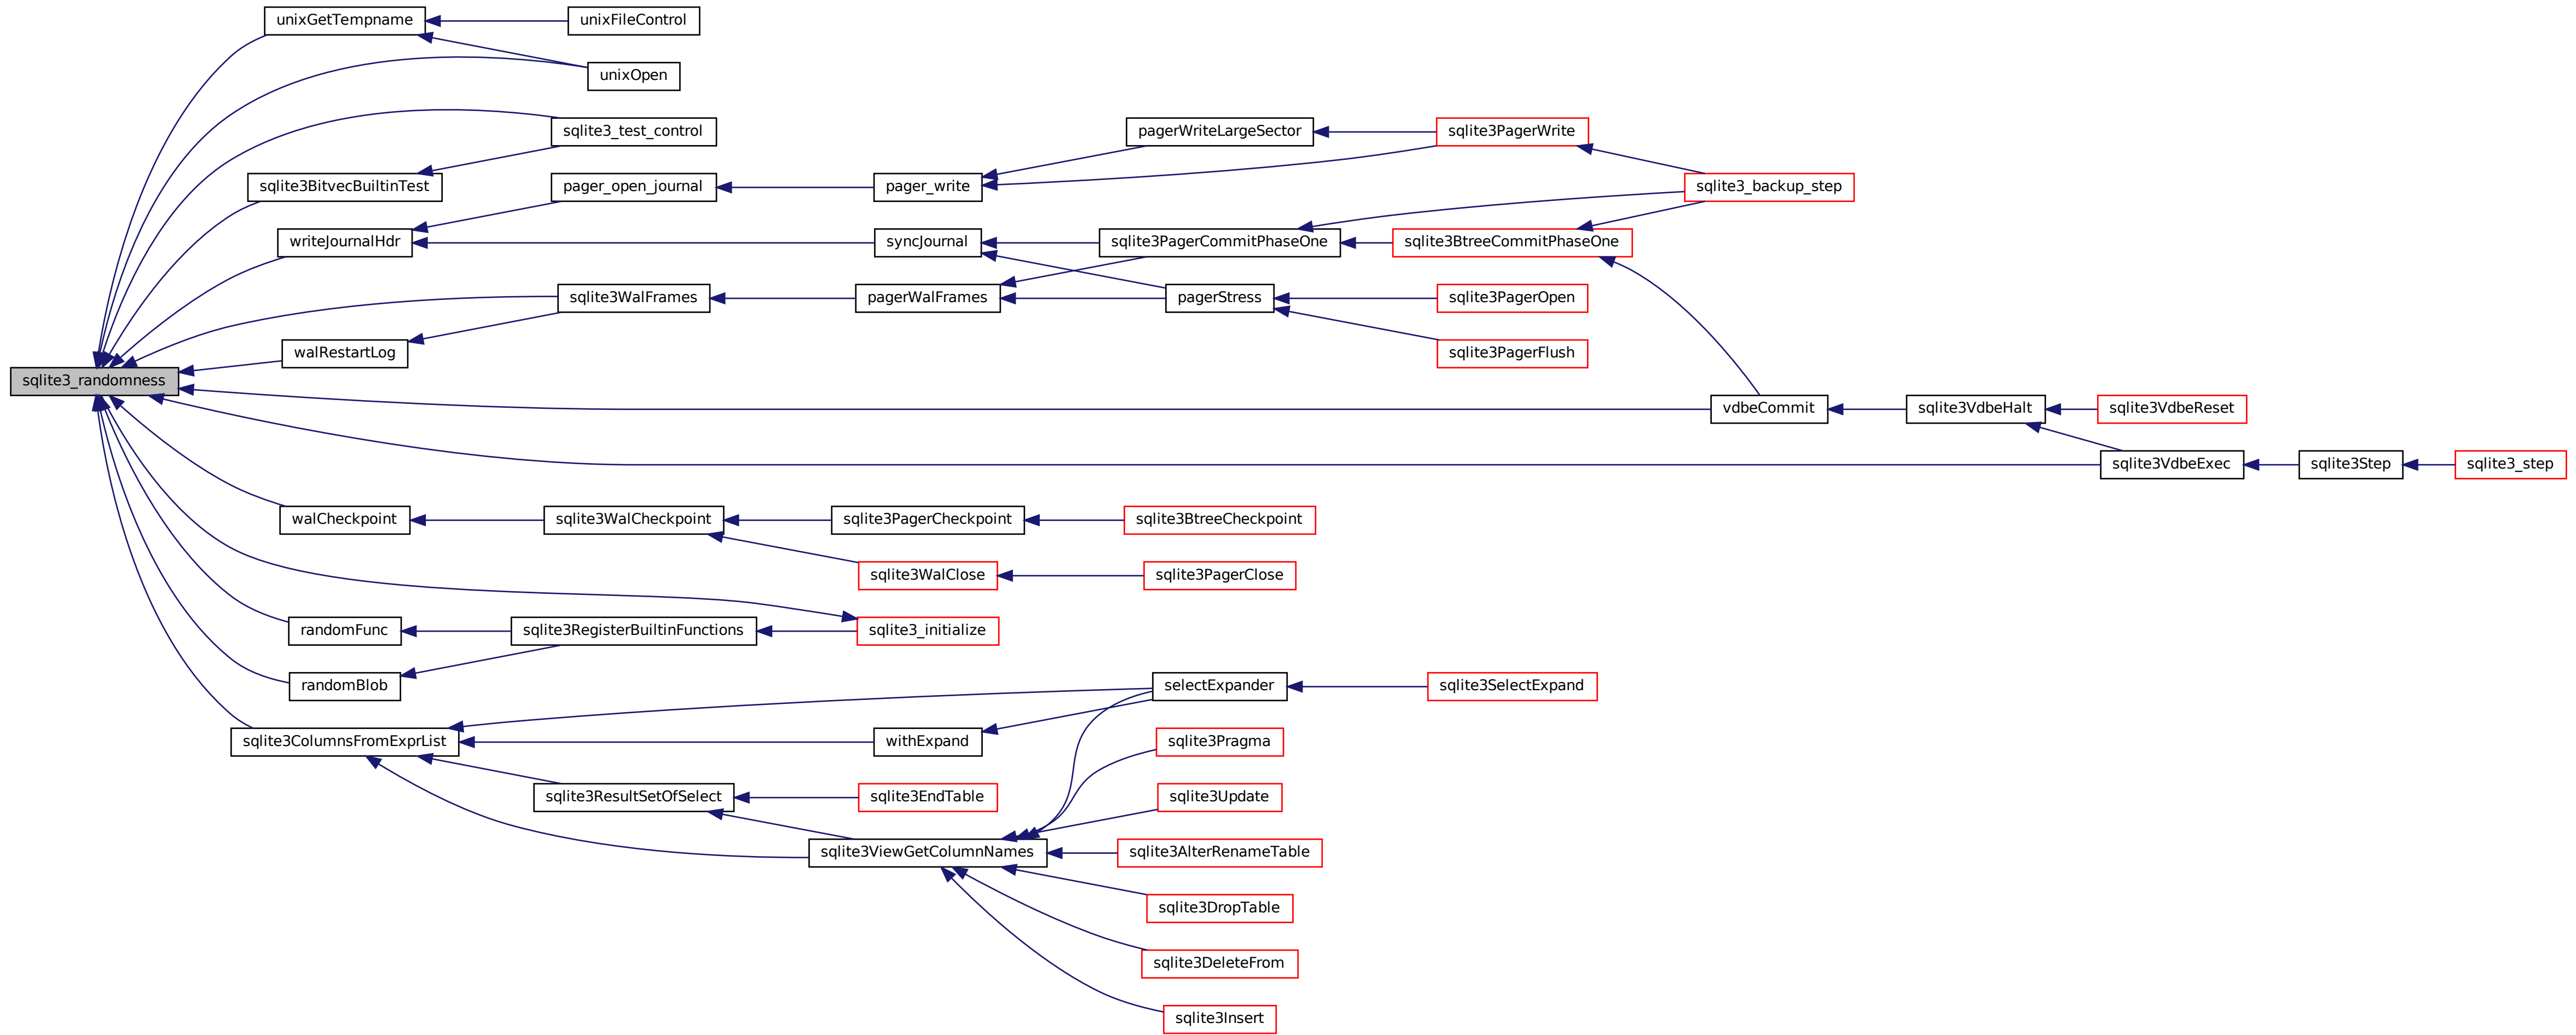 unixGetTempname
unixFileControl
unixOpen
sqlite3_test_control
pagerWriteLargeSector
sqlite3PagerWrite
sqlite3BitvecBuiltinTest
pager_open_journal
pager_write
sqlite3_backup_step
writeJournalHdr
syncJournal
sqlite3PagerCommitPhaseOne
sqlite3BtreeCommitPhaseOne
sqlite3WalFrames
pagerWalFrames
pagerStress
sqlite3PagerOpen
walRestartLog
sqlite3PagerFlush
sqlite3_randomness
vdbeCommit
sqlite3VdbeHalt
sqlite3VdbeReset
sqlite3VdbeExec
sqlite3Step
sqlite3_step
walCheckpoint
sqlite3WalCheckpoint
sqlite3PagerCheckpoint
sqlite3BtreeCheckpoint
sqlite3WalClose
sqlite3PagerClose
randomFunc
sqlite3RegisterBuiltinFunctions
sqlite3_initialize
randomBlob
selectExpander
sqlite3SelectExpand
sqlite3ColumnsFromExprList
withExpand
sqlite3Pragma
sqlite3ResultSetOfSelect
sqlite3EndTable
sqlite3Update
sqlite3ViewGetColumnNames
sqlite3AlterRenameTable
sqlite3DropTable
sqlite3DeleteFrom
sqlite3Insert